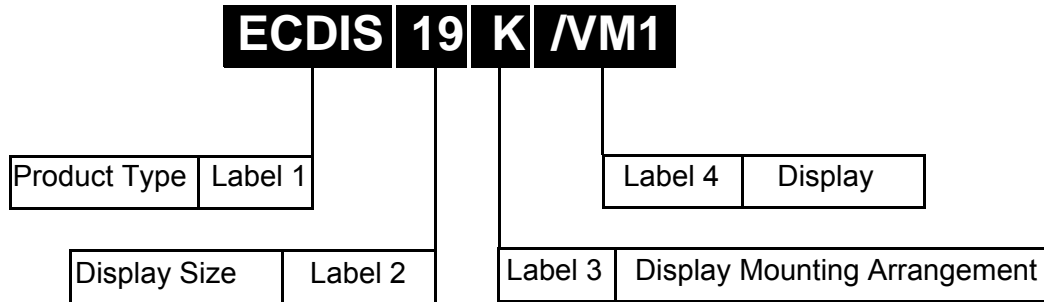 ECDIS 19 K /VM1
Product Type Label 1
Label 4 Display
Display Size Label 2
Label 3 Display Mounting Arrangement